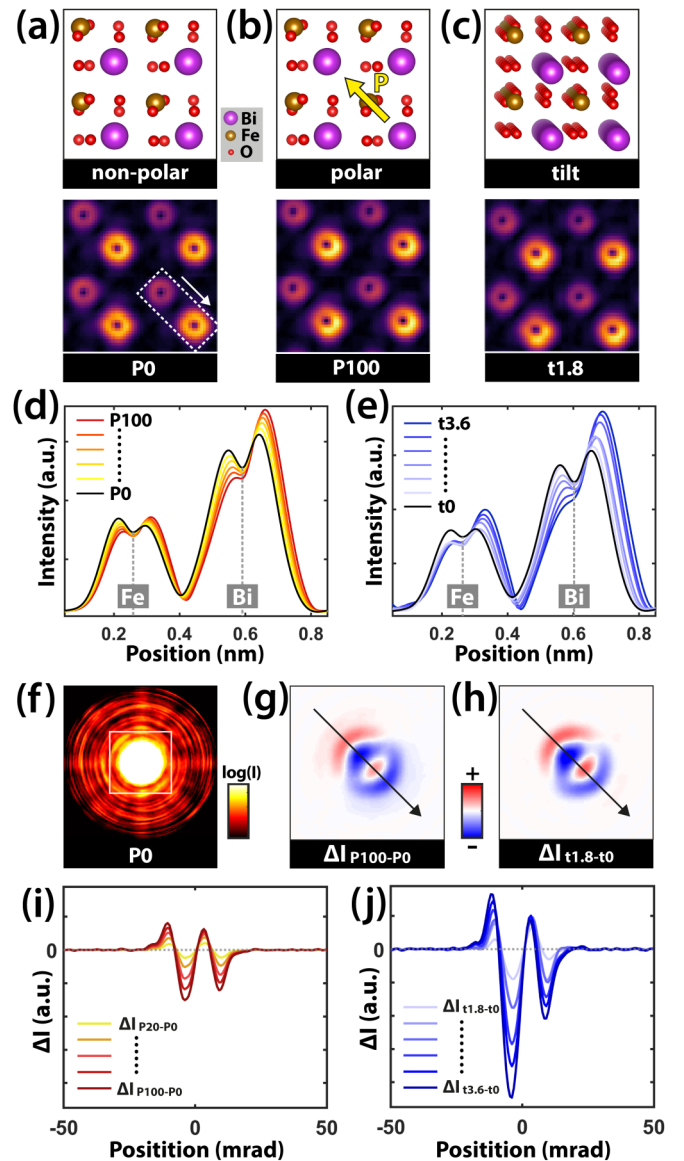 (a)
(b)
(c)
P
Bi
Fe
O
non-polar
polar
tilt
P0
P100
t1.8
(d)
(e)
P100
P0
t3.6
t0
Intensity (a.u.)
Intensity (a.u.)
Fe
Bi
Fe
Bi
0.2 0.4 0.6 0.8
0.2 0.4 0.6 0.8
Position (nm)
Position (nm)
(f)
(g)
(h)
log(I)
+
−
P0
ΔI P100-P0
ΔI t1.8-t0
(i)
(j)
0
0
ΔI (a.u.)
ΔI (a.u.)
ΔI P20-P0
ΔI P100-P0
ΔI t1.8-t0
ΔI t3.6-t0
-50 0 50
-50 0 50
Positition (mrad)
Positition (mrad)